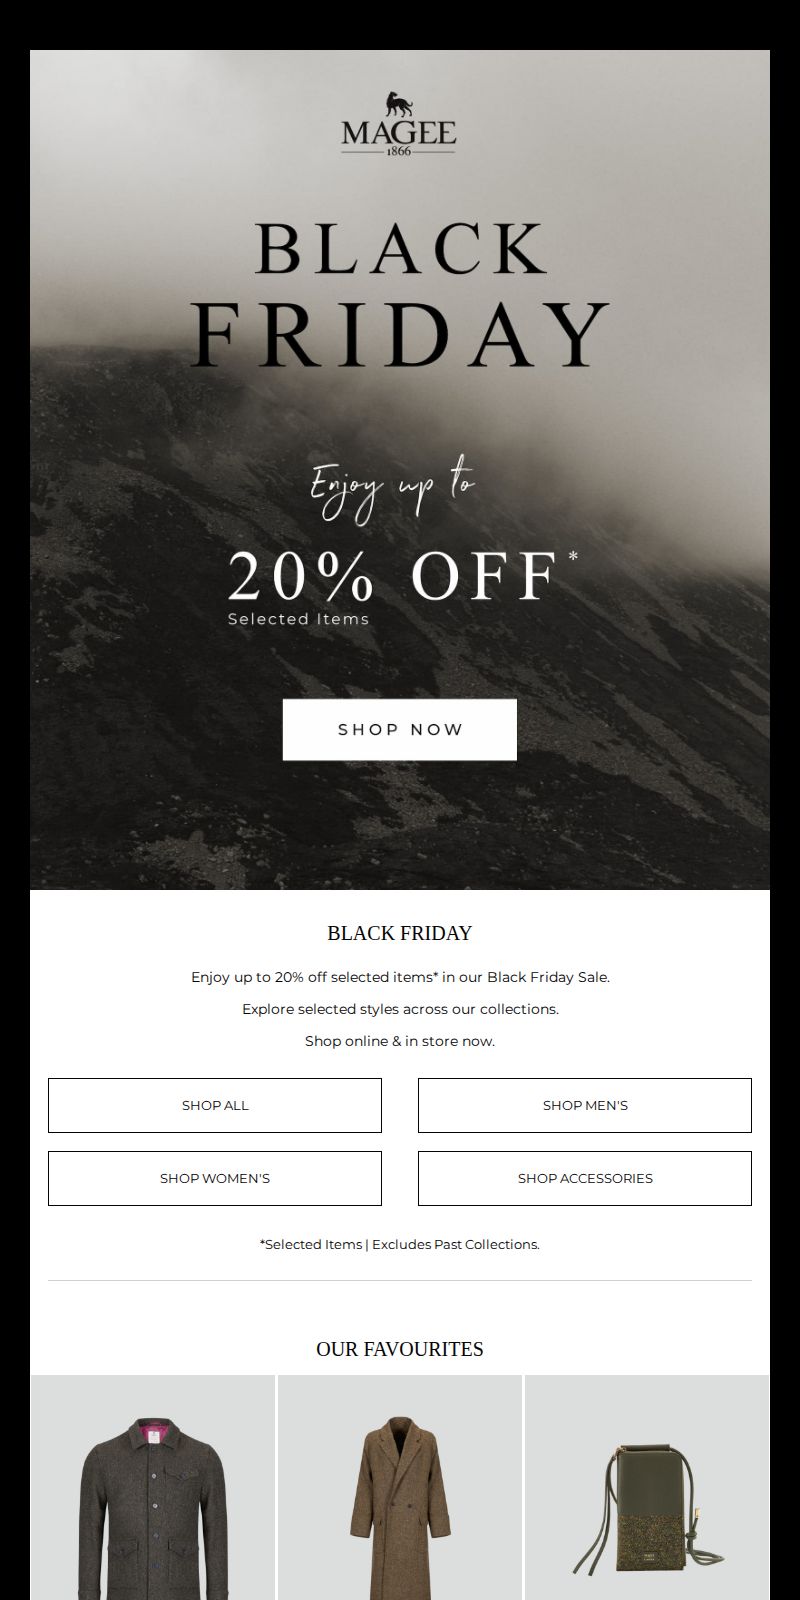 MAGEE
1866
BLACK
FRIDAY
Enjoy up to
20% OFF*
Selected Items
SHOP NOW
BLACK FRIDAY
Enjoy up to 20% off selected items* in our Black Friday Sale.
Explore selected styles across our collections.
Shop online & in store now.
SHOP ALL
SHOP MEN'S
SHOP WOMEN'S
SHOP ACCESSORIES
*Selected Items | Excludes Past Collections.
OUR FAVOURITES